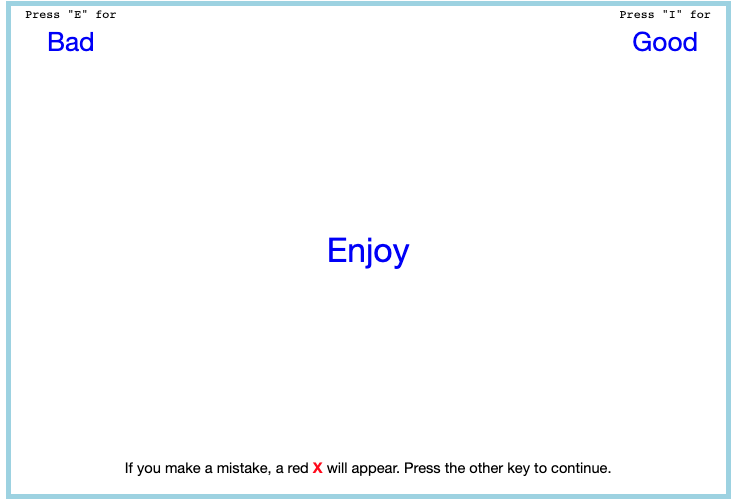 Press "E" for
Press "I" for
Bad
Good
Enjoy
If you make a mistake, a red X will appear. Press the other key to continue.